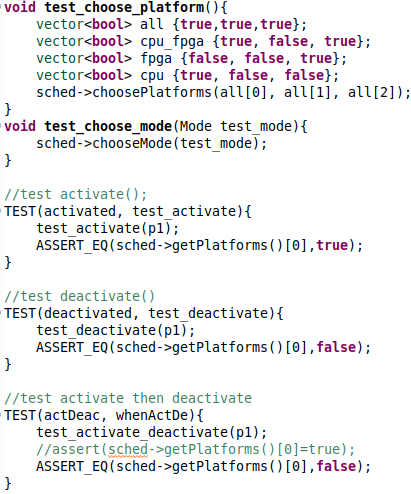 void test_choose_platform(){
    vector<bool> all {true,true,true};
    vector<bool> cpu_fpga {true, false, true};
    vector<bool> fpga {false, false, true};
    vector<bool> cpu {true, false, false};
    sched->choosePlatforms(all[0], all[1], all[2]);
}
void test_choose_mode(Mode test_mode){
    sched->chooseMode(test_mode);
}

//test activate();
TEST(activated, test_activate){
    test_activate(p1);
    ASSERT_EQ(sched->getPlatforms()[0],true);
}

//test deactivate()
TEST(deactivated, test_deactivate){
    test_deactivate(p1);
    ASSERT_EQ(sched->getPlatforms()[0],false);
}

//test activate then deactivate
TEST(actDeac, whenActDe){
    test_activate_deactivate(p1);
    //assert(sched->getPlatforms()[0]=true);
    ASSERT_EQ(sched->getPlatforms()[0],false);
}